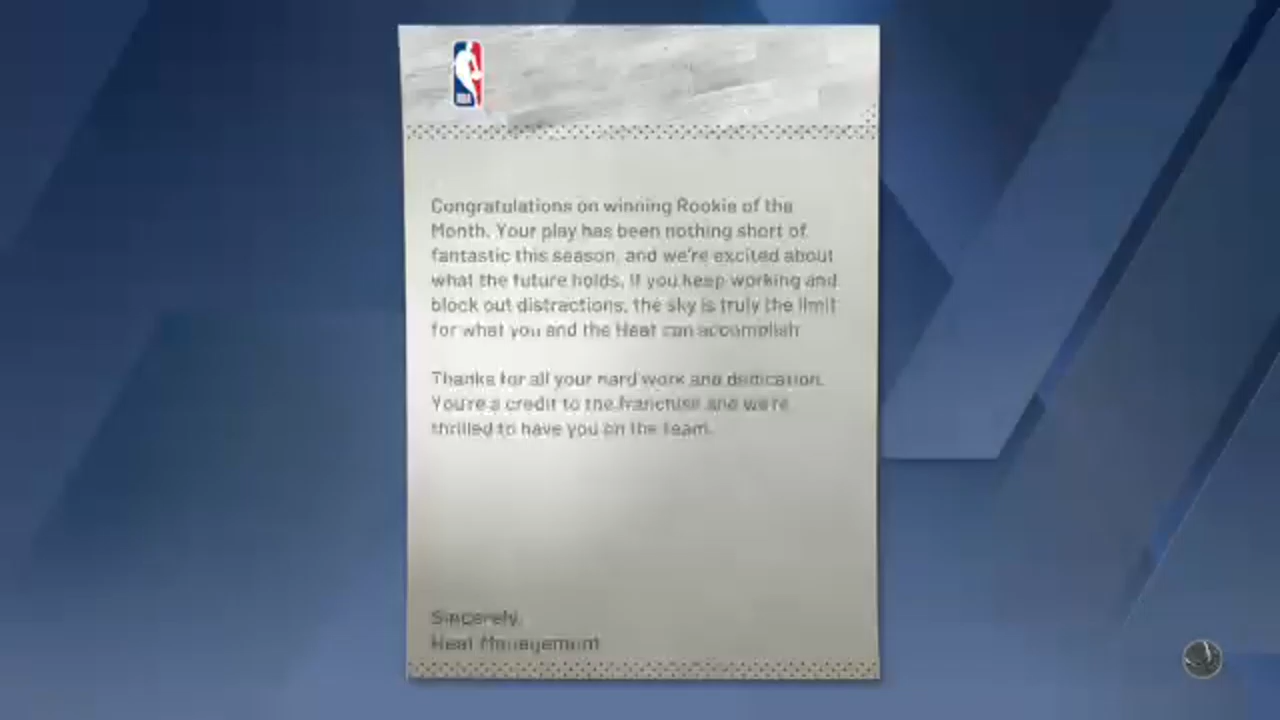 NBA
Congratulations on winning Rookie of the
Month. Your play has been nothing short of
fantastic this season, and we're excited about
what the future holds. If you keep working and
block out distractions, the sky is truly the limit
for what you and the Heat can accomplish.
Thanks for all your hard work and dedication.
You're a credit to the franchise and we're
thrilled to have you on the team.
Sincerely,
Heat Management